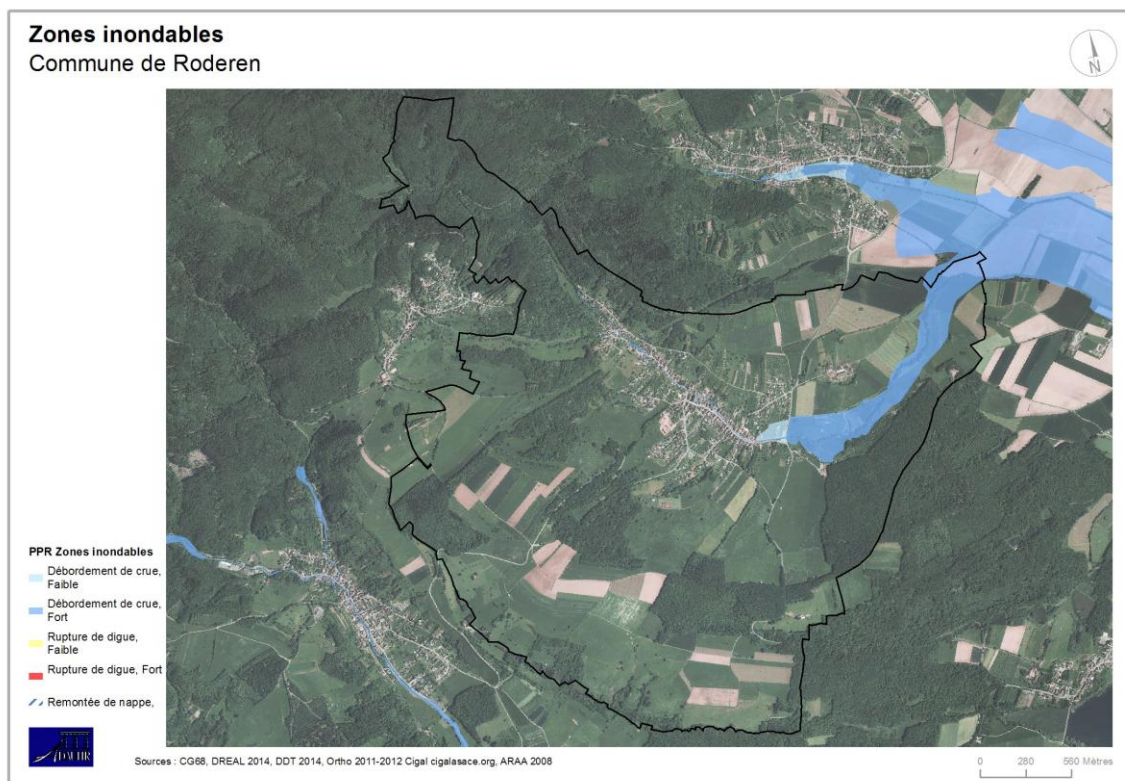 Zones inondables
Commune de Roderen
N
PPR Zones inondables
Débordement de crue,
Faible
Débordement de crue,
Fort
Rupture de digue,
Faible
Rupture de digue, Fort
Remontée de nappe,
ADAUHR
Sources : CG68, DREAL 2014, DDT 2014, Ortho 2011-2012 Cigal cigalasace.org, ARAA 2008
0 280 560 Mètres